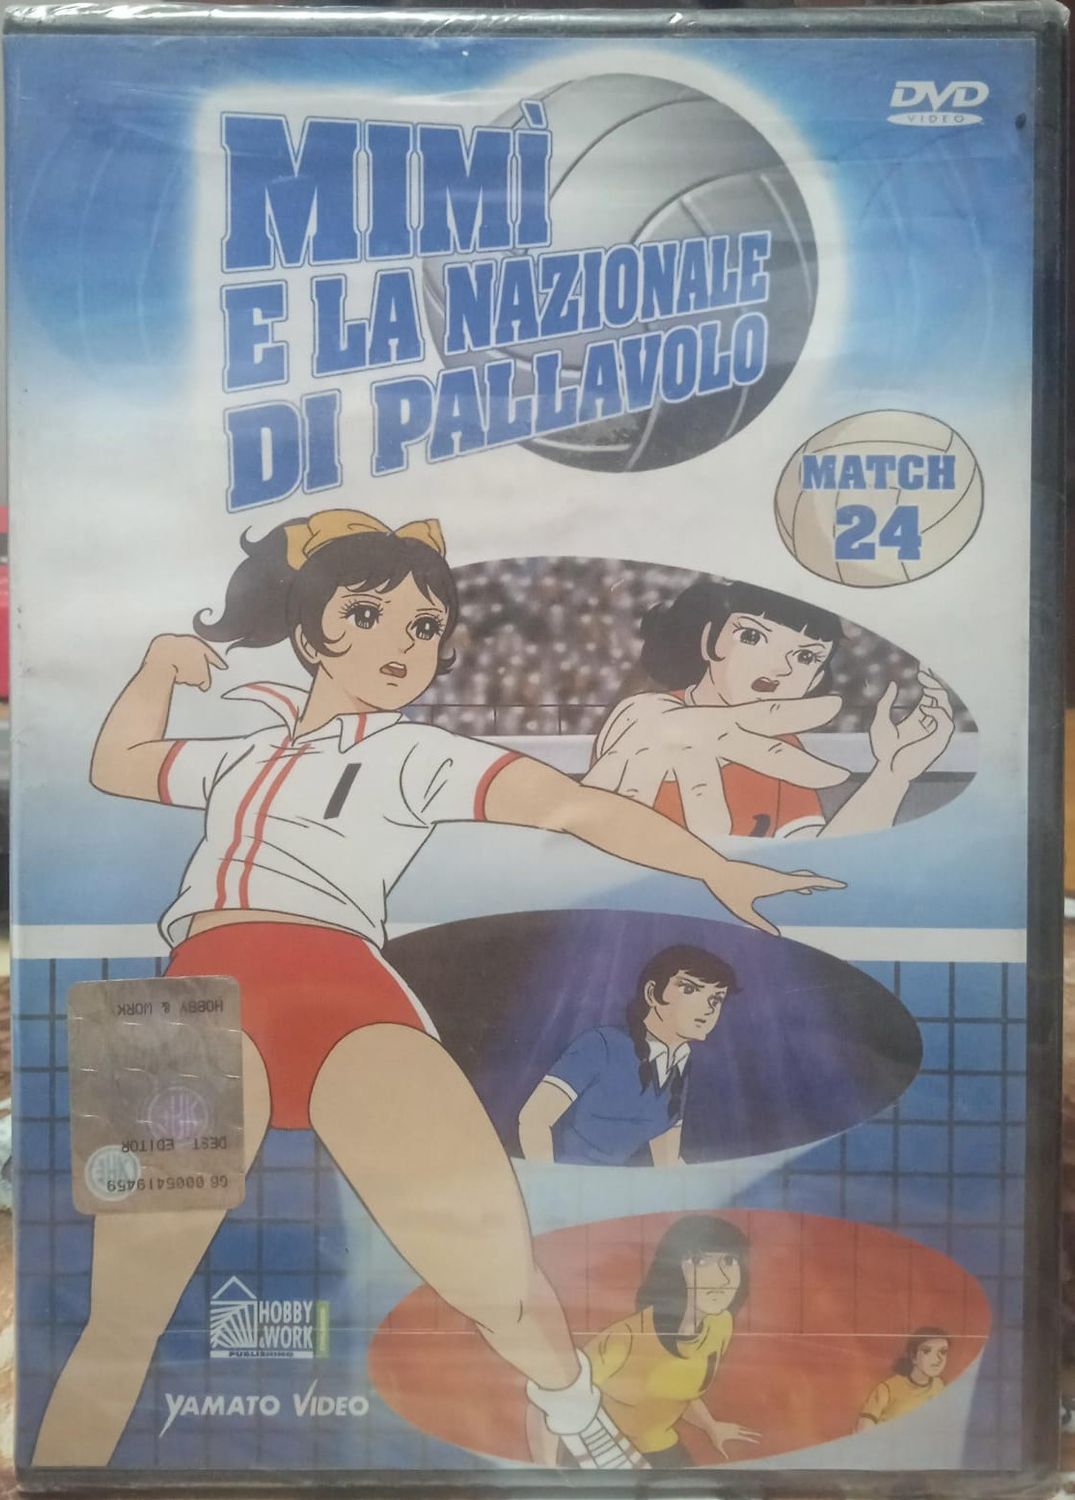 MIMÌ
E LA NAZIONALE
DI PALLAVOLO
DVD
VIDEO
MATCH
24
1
HOBBY & WORK
DEST EDITOR
GG 0005419459
HOBBY
& WORK
PUBLISHING
YAMATO VIDEO